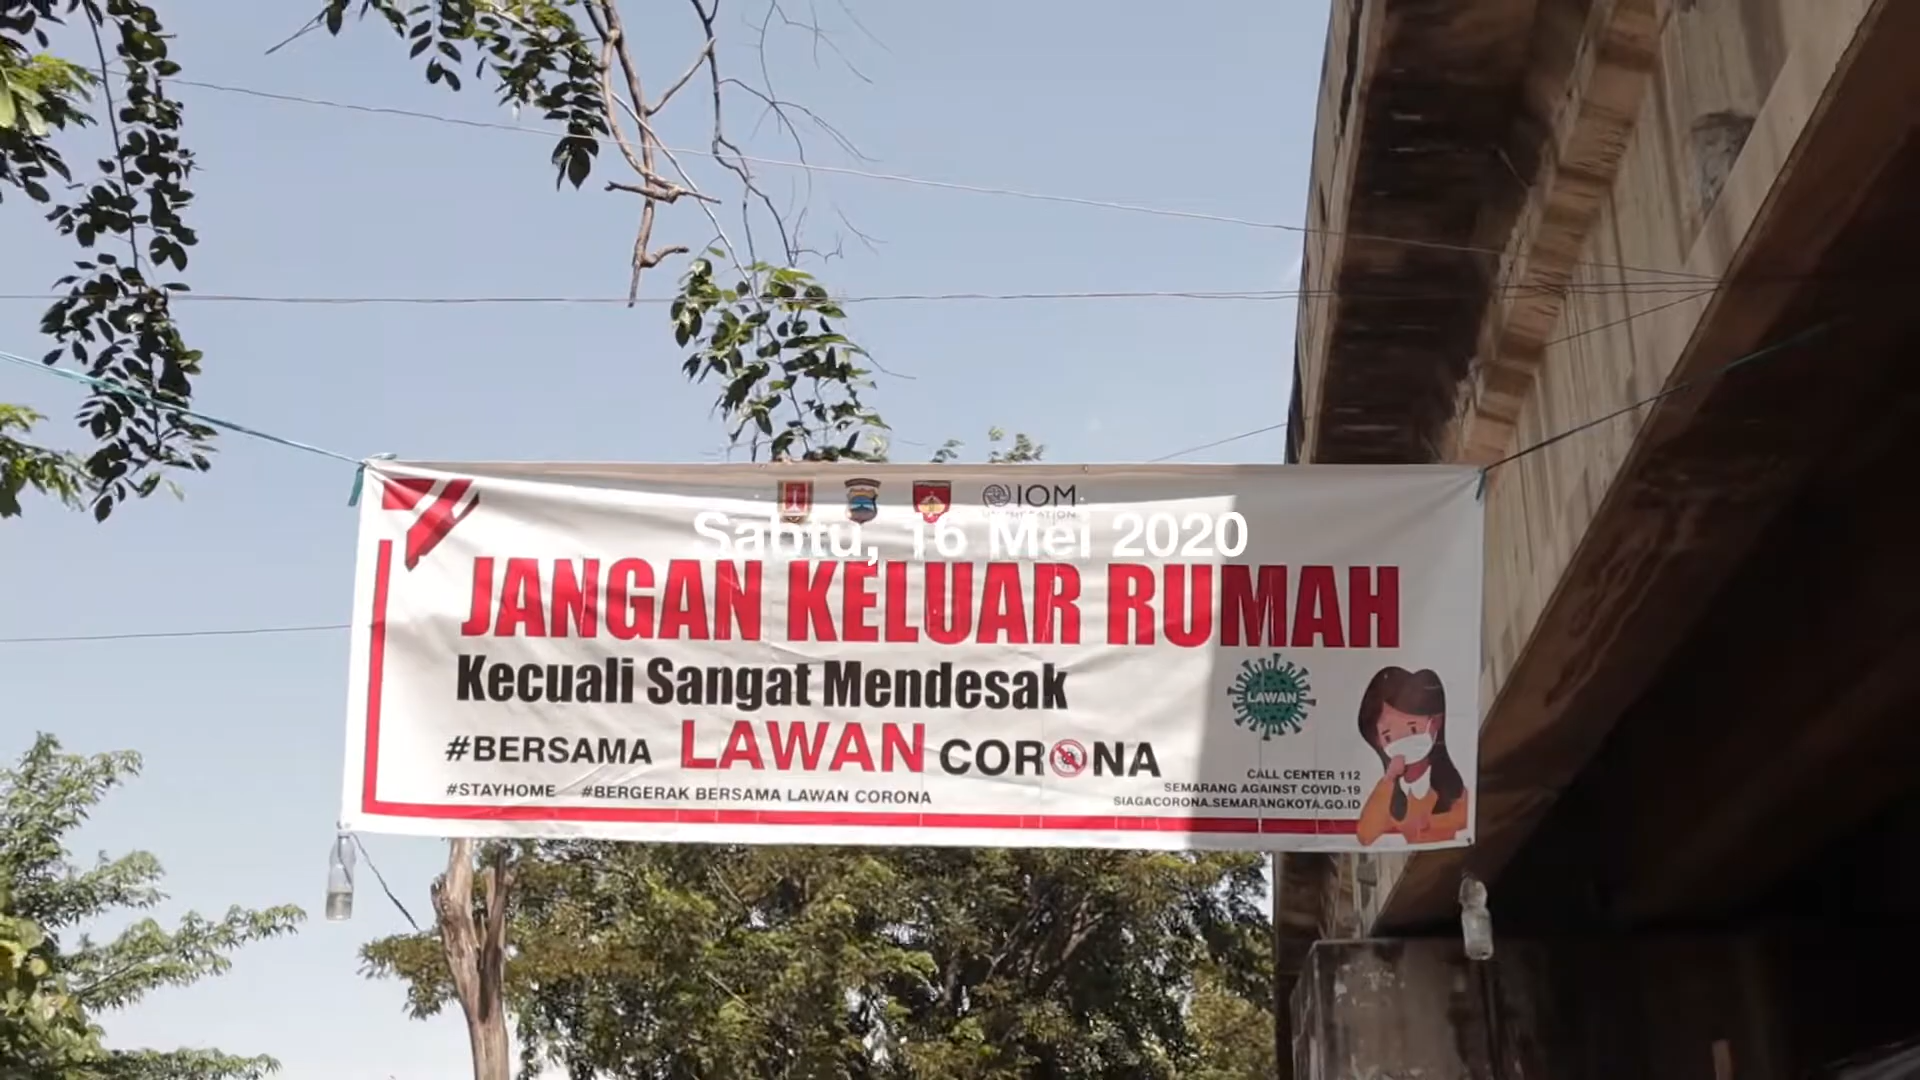 IOM
Sabtu, 16 Mei 2020
JANGAN KELUAR RUMAH
Kecuali Sangat Mendesak
LAWAN
#BERSAMA LAWAN CORONA
#STAYHOME #BERGERAK BERSAMA LAWAN CORONA
CALL CENTER 112
SEMARANG AGAINST COVID-19
SIAGACORONA.SEMARANGKOTA.GO.ID